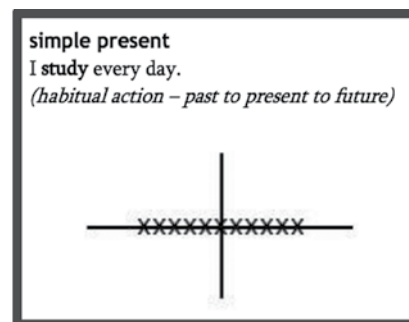 simple present
I study every day.
(habitual action – past to present to future)
XXXXXXXXXXX